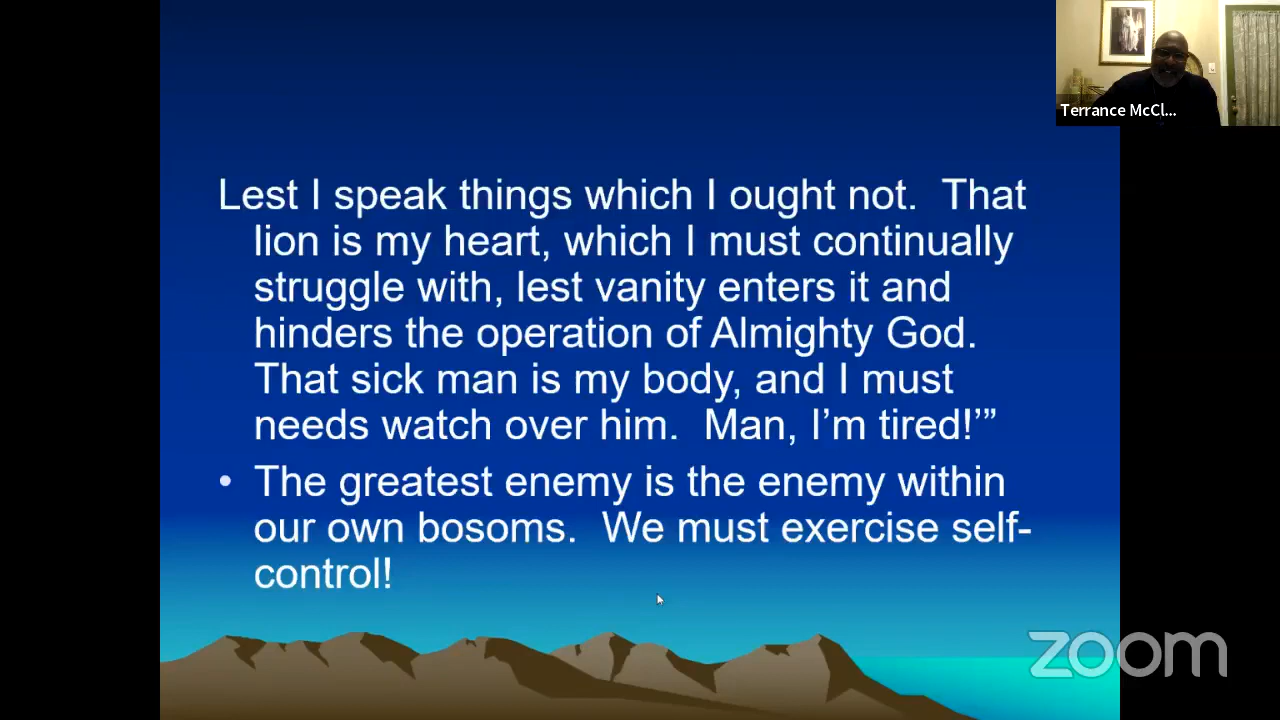 Terrance McCl...
Lest I speak things which I ought not.  That
lion is my heart, which I must continually
struggle with, lest vanity enters it and
hinders the operation of Almighty God.
That sick man is my body, and I must
needs watch over him.  Man, I’m tired!’”
• The greatest enemy is the enemy within
our own bosoms.  We must exercise self-
control!
zoom